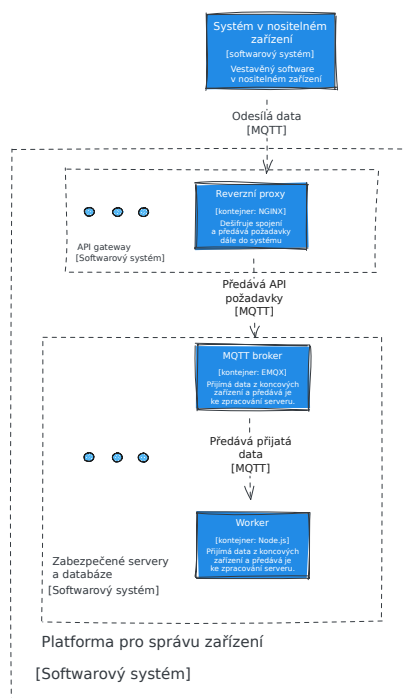 Systém v nositelném
zařízení
[softwarový systém]
Vestavěný software
v nositelném zařízení
Odesílá data
[MQTT]
Reverzní proxy
[kontejner: NGINX]
Dešifruje spojení
a předává požadavky
dále do systému
API gateway
[Softwarový systém]
Předává API
požadavky
[MQTT]
MQTT broker
[kontejner: EMQX]
Přijímá data z koncových
zařízení a předává je
ke zpracování serveru.
Předává přijatá
data
[MQTT]
Worker
[kontejner: Node.js]
Přijímá data z koncových
zařízení a předává je
ke zpracování serveru.
Zabezpečené servery
a databáze
[Softwarový systém]
Platforma pro správu zařízení
[Softwarový systém]